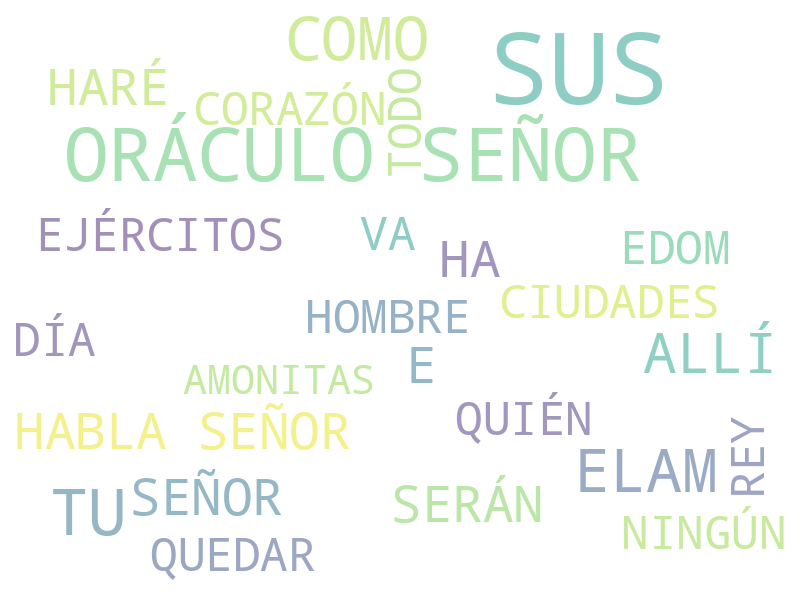 COMO
SUS
HARÉ
CORAZÓN
TODO
ORÁCULO SEÑOR
EJÉRCITOS
VA
HA
EDOM
CIUDADES
HOMBRE
DÍA
ALLÍ
E
AMONITAS
QUIÉN
HABLA SEÑOR
REY
ELAM
TU
SEÑOR
SERÁN
NINGÚN
QUEDAR